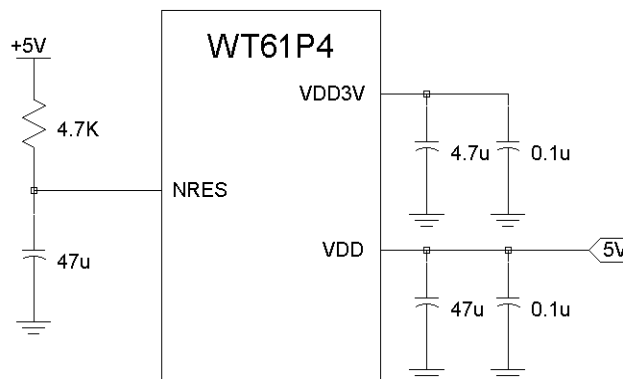 WT61P4
+5V
VDD3V
4.7K
4.7u
0.1u
NRES
VDD
5V
47u
47u
0.1u